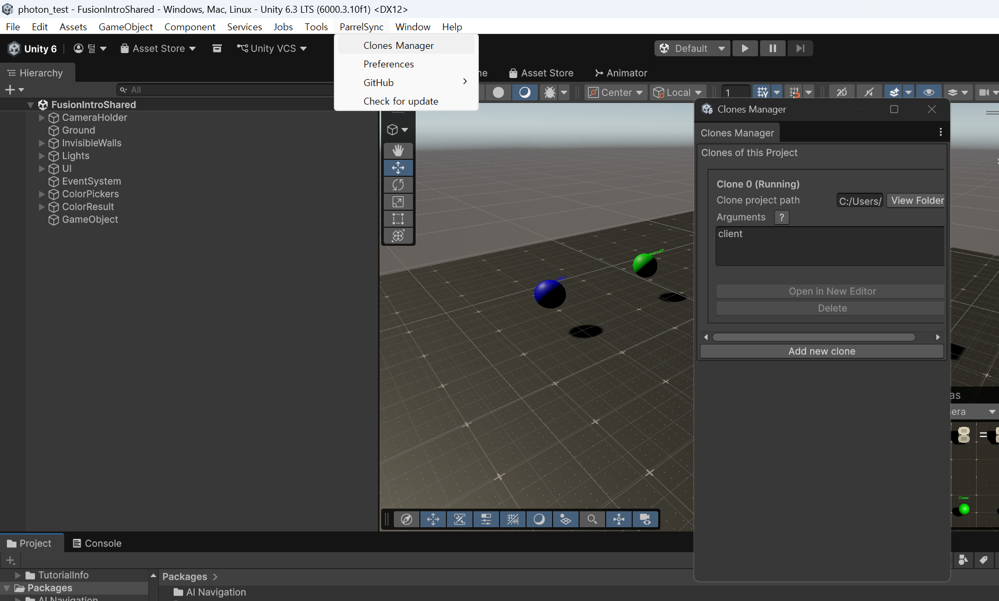 photon_test - FusionIntroShared - Windows, Mac, Linux - Unity 6.3 LTS (6000.3.10f1) <DX12>
File Edit Assets GameObject Component Services Jobs Tools ParrelSync Window Help
Unity 6 털 Asset Store Unity VCS Default
Clones Manager
Preferences
GitHub
Check for update
Hierarchy
Asset Store Animator
All
Center Local 1 2D
FusionIntroShared
CameraHolder
Ground
InvisibleWalls
Lights
UI
EventSystem
ColorPickers
ColorResult
GameObject
Clones Manager
Clones Manager
Clones of this Project
Clone 0 (Running)
Clone project path C:/Users/ View Folder
Arguments ?
client
Open in New Editor
Delete
Add new clone
as
era
=
Green
Project Console
TutorialInfo
Packages
AI Navigation
Packages >
AI Navigation